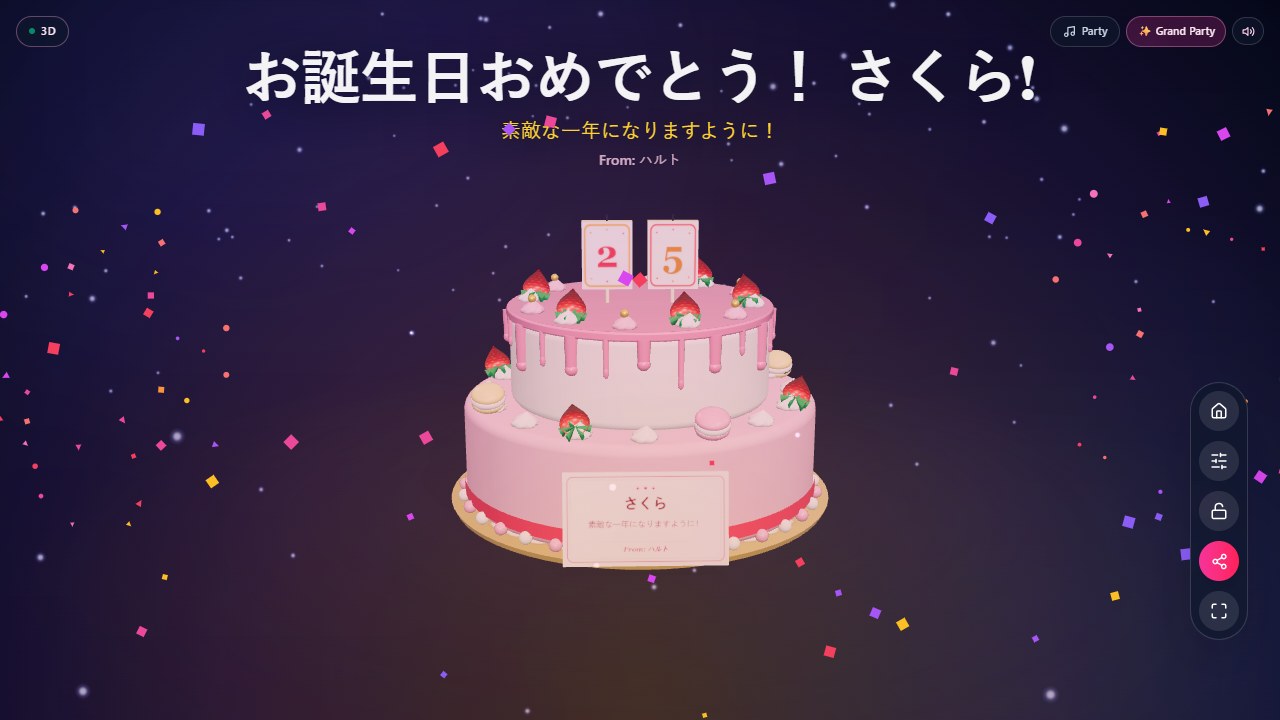 3D
Party
Grand Party
お誕生日おめでとう！ さくら!
素敵な一年になりますように！
From: ハルト
2 5
さくら
素敵な一年になりますように！
From: ハルト